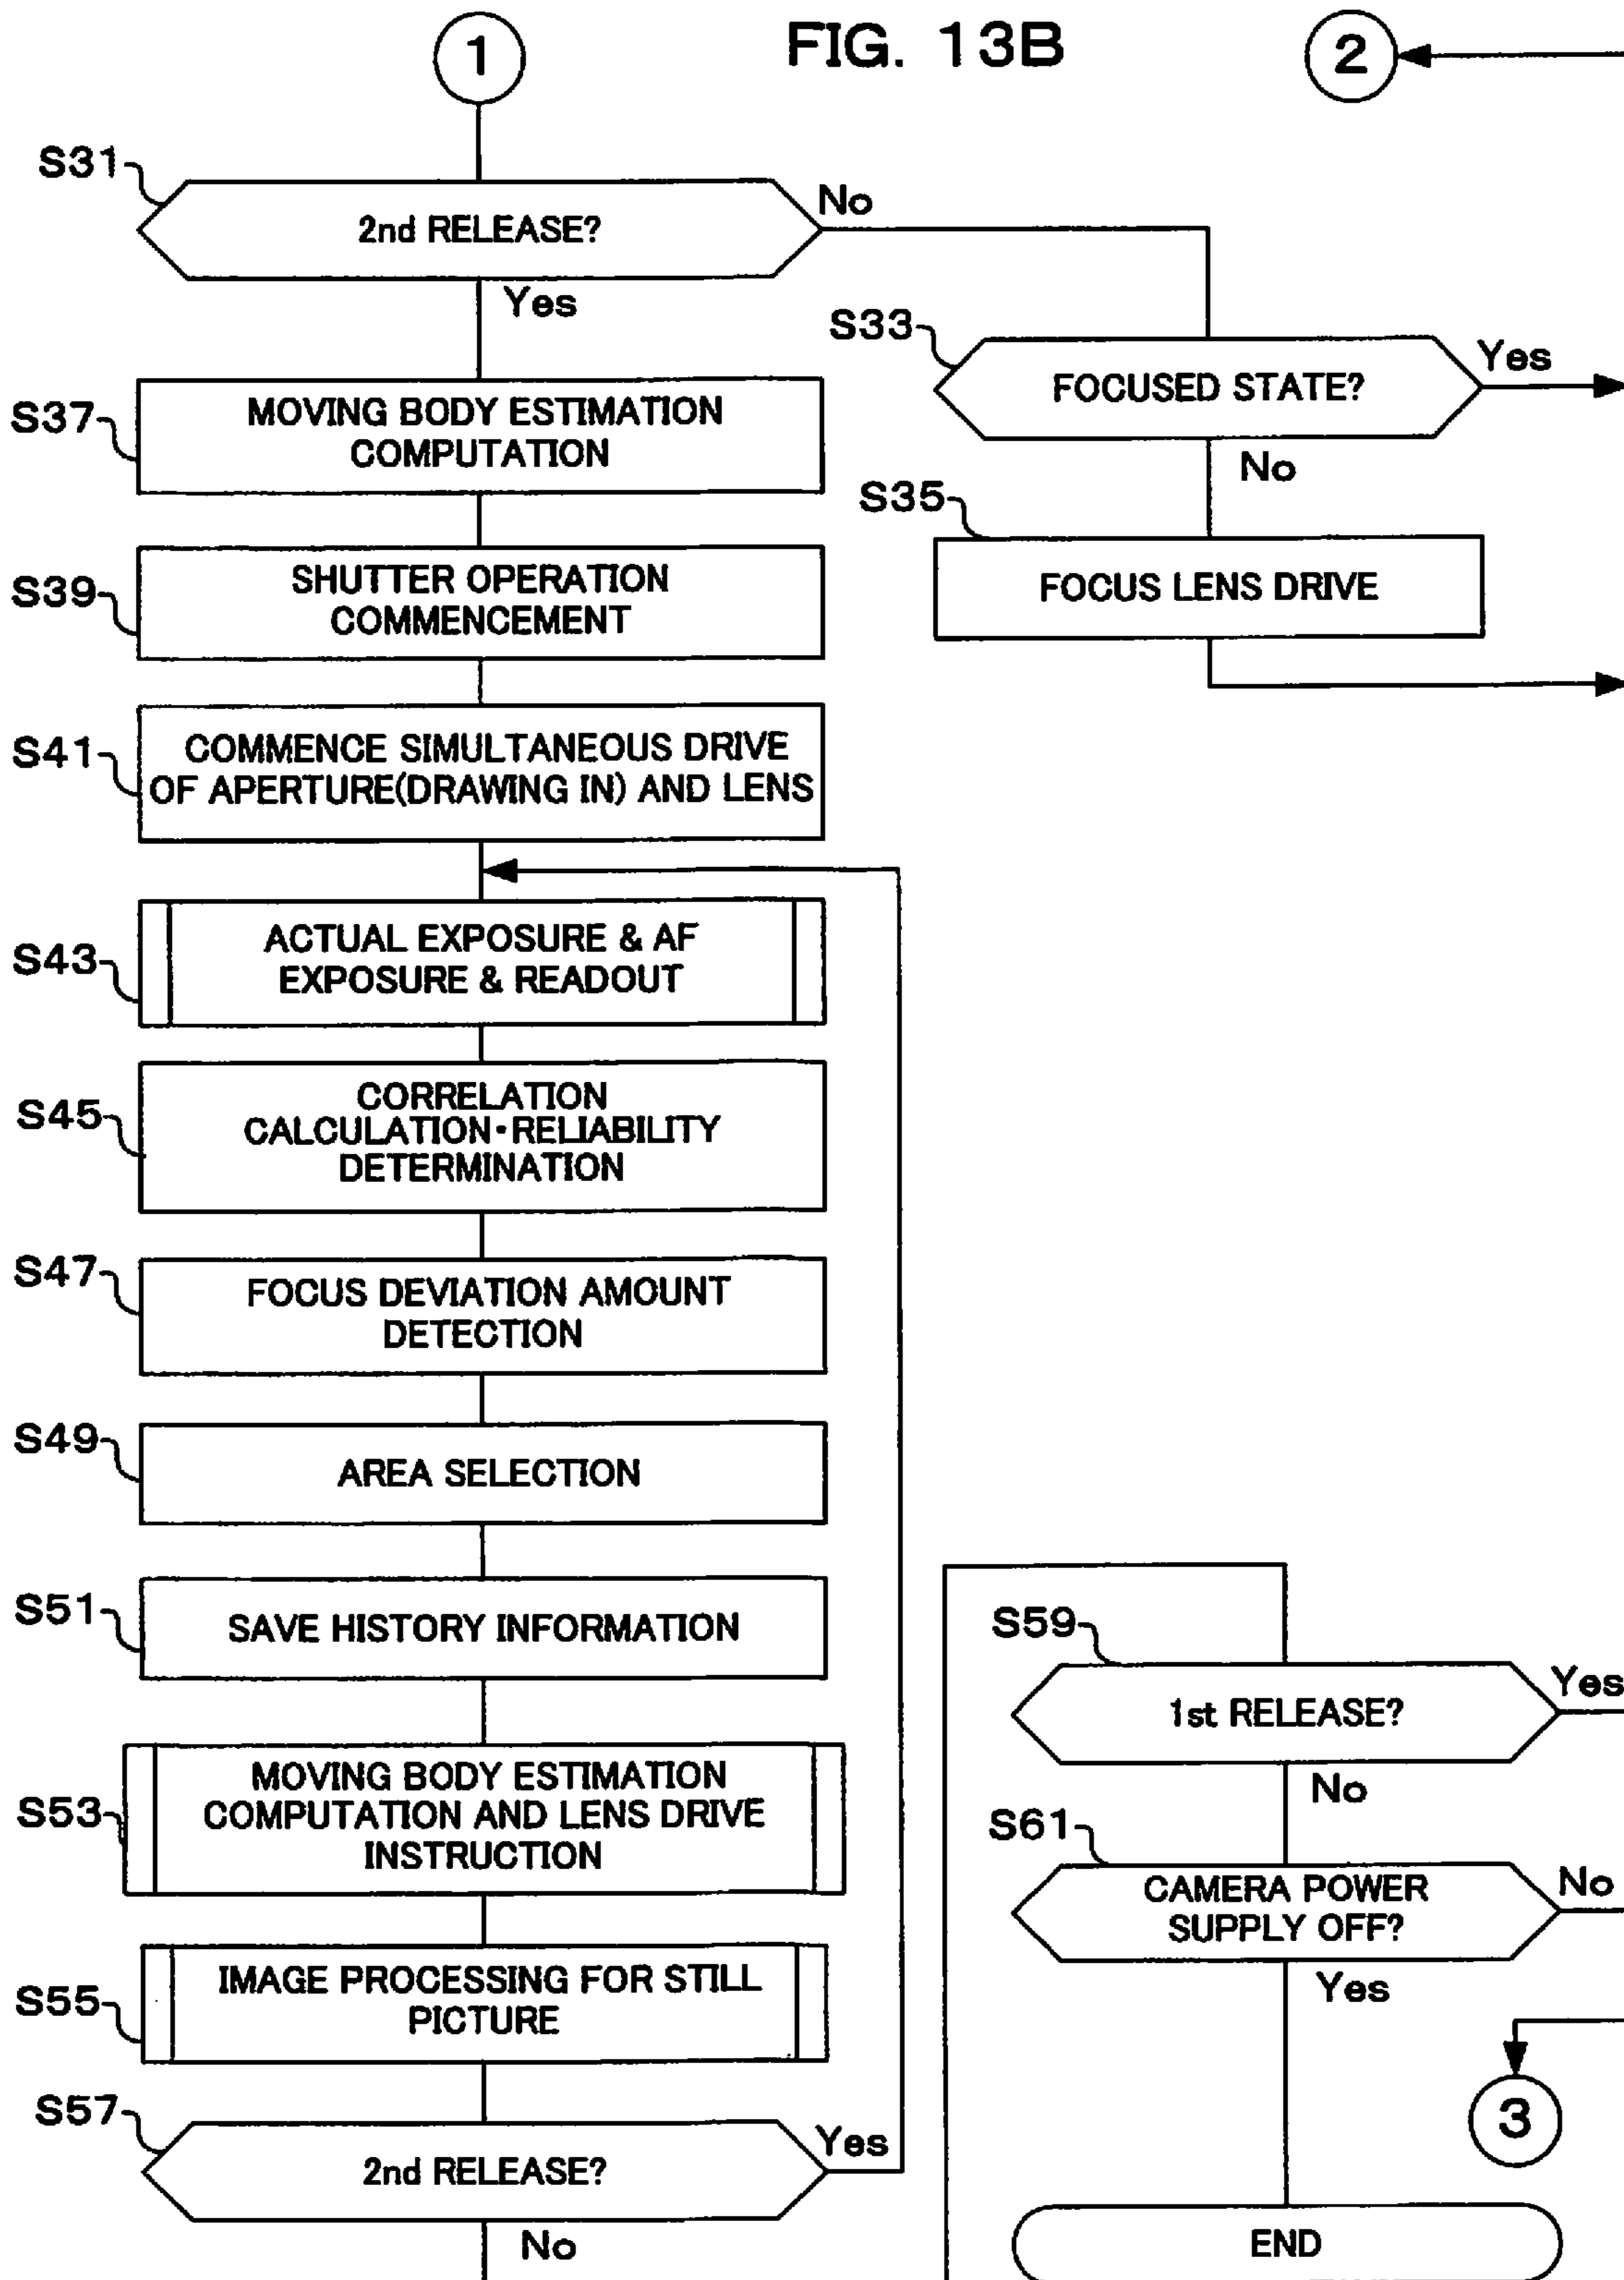 FIG. 13B
1
2
S31
2nd RELEASE?
No
Yes
S33
FOCUSED STATE?
Yes
No
S35
FOCUS LENS DRIVE
S37
MOVING BODY ESTIMATION
COMPUTATION
S39
SHUTTER OPERATION
COMMENCEMENT
S41
COMMENCE SIMULTANEOUS DRIVE
OF APERTURE(DRAWING IN) AND LENS
S43
ACTUAL EXPOSURE & AF
EXPOSURE & READOUT
S45
CORRELATION
CALCULATION·RELIABILITY
DETERMINATION
S47
FOCUS DEVIATION AMOUNT
DETECTION
S49
AREA SELECTION
S51
SAVE HISTORY INFORMATION
S53
MOVING BODY ESTIMATION
COMPUTATION AND LENS DRIVE
INSTRUCTION
S55
IMAGE PROCESSING FOR STILL
PICTURE
S57
2nd RELEASE?
Yes
No
S59
1st RELEASE?
Yes
No
S61
CAMERA POWER
SUPPLY OFF?
No
Yes
3
END